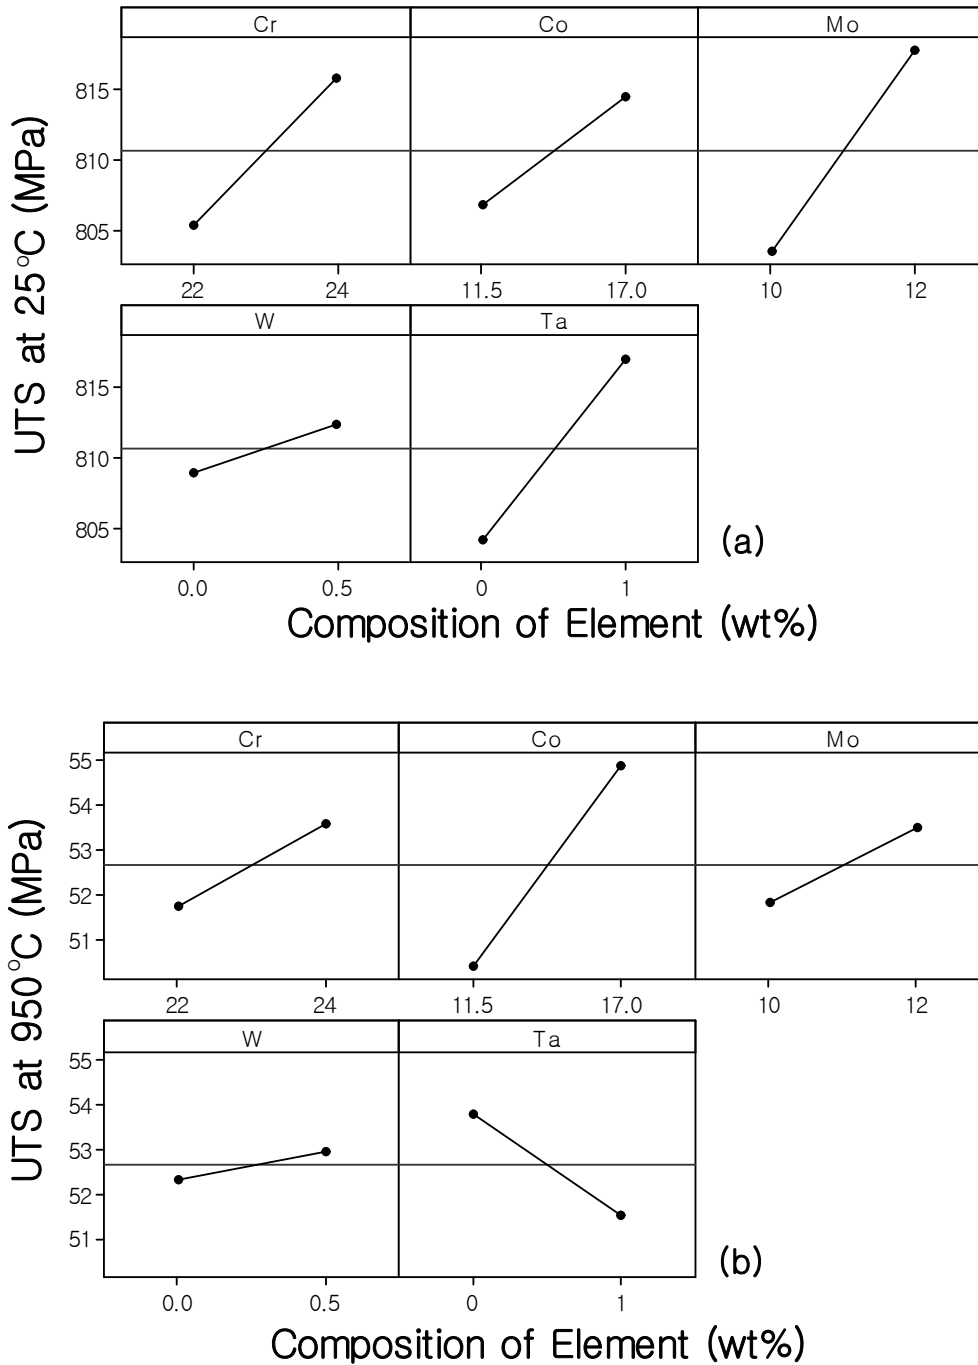 Cr Co Mo
815
810
805
22 24 11.5 17.0 10 12
W Ta
815
810
805
0.0 0.5 0 1
UTS at 25°C (MPa)
(a)
Composition of Element (wt%)
Cr Co Mo
55
54
53
52
51
22 24 11.5 17.0 10 12
W Ta
55
54
53
52
51
0.0 0.5 0 1
UTS at 950°C (MPa)
(b)
Composition of Element (wt%)